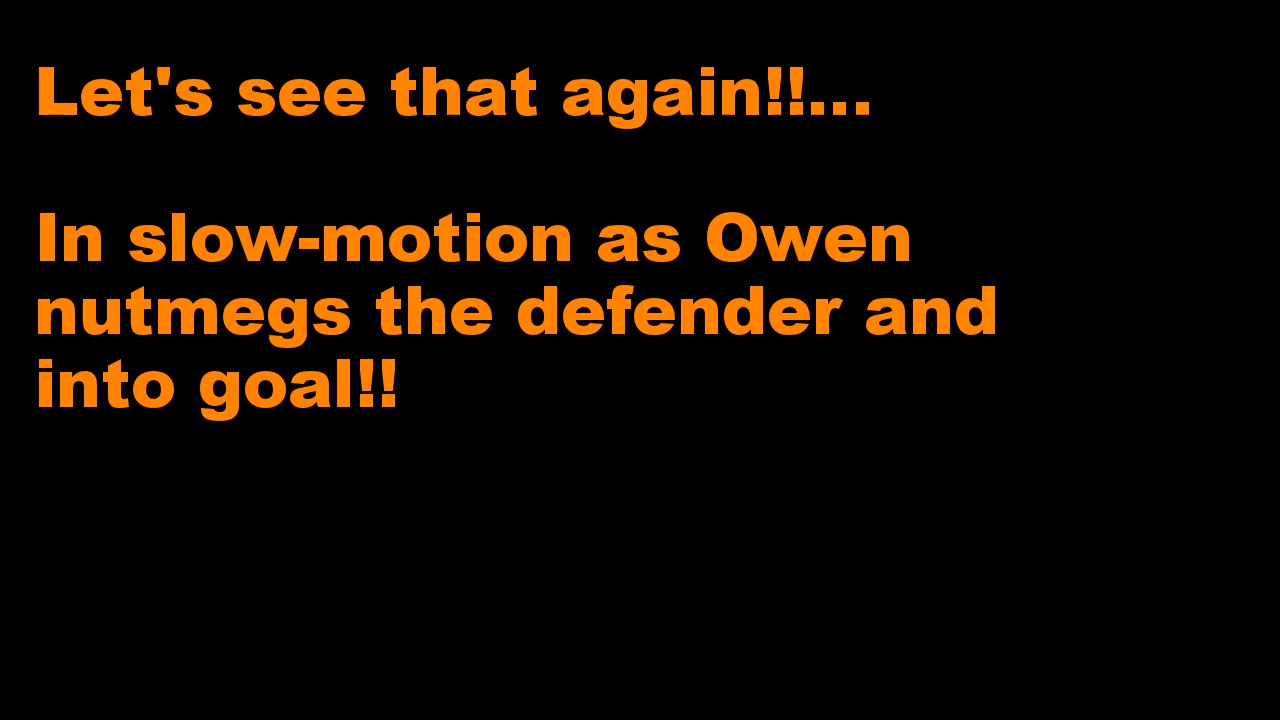 Let's see that again!!...
In slow-motion as Owen
nutmegs the defender and
into goal!!